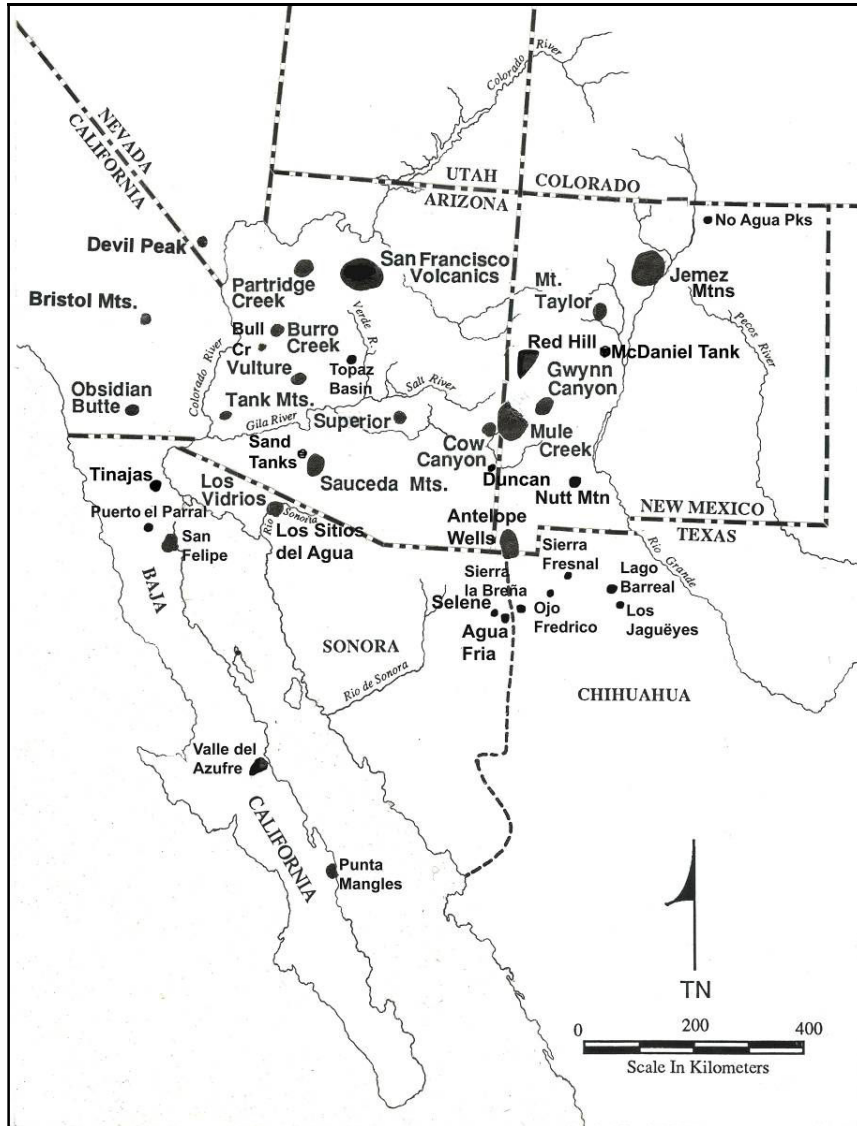 Colorado River
NEVADA
CALIFORNIA
UTAH
COLORADO
ARIZONA
No Agua Pks
Devil Peak
San Francisco
Volcanics
Partridge
Creek
Mt.
Taylor
Jemez
Mtns
Bristol Mts.
Verde R.
Pecos River
Bull
Cr
Burro
Creek
Red Hill
McDaniel Tank
Colorado River
Vulture
Topaz
Basin
Salt River
Gwynn
Canyon
Obsidian
Butte
Tank Mts.
Gila River
Superior
Mule
Creek
Cow
Canyon
Sand
Tanks
Duncan
Tinajas
Los
Vidrios
Sauceda Mts.
Nutt Mtn
Puerto el Parral
Rio Sonoria
Los Sitios
del Agua
Antelope
Wells
NEW MEXICO
TEXAS
San
Felipe
Sierra
Fresnal
Rio Grande
BAJA
Sierra
la Breña
Lago
Barreal
Selene
Ojo
Fredrico
Los
Jaguëyes
Agua
Fria
SONORA
Rio de Sonora
CHIHUAHUA
Valle del
Azufre
CALIFORNIA
Punta
Mangles
TN
0 200 400
Scale In Kilometers